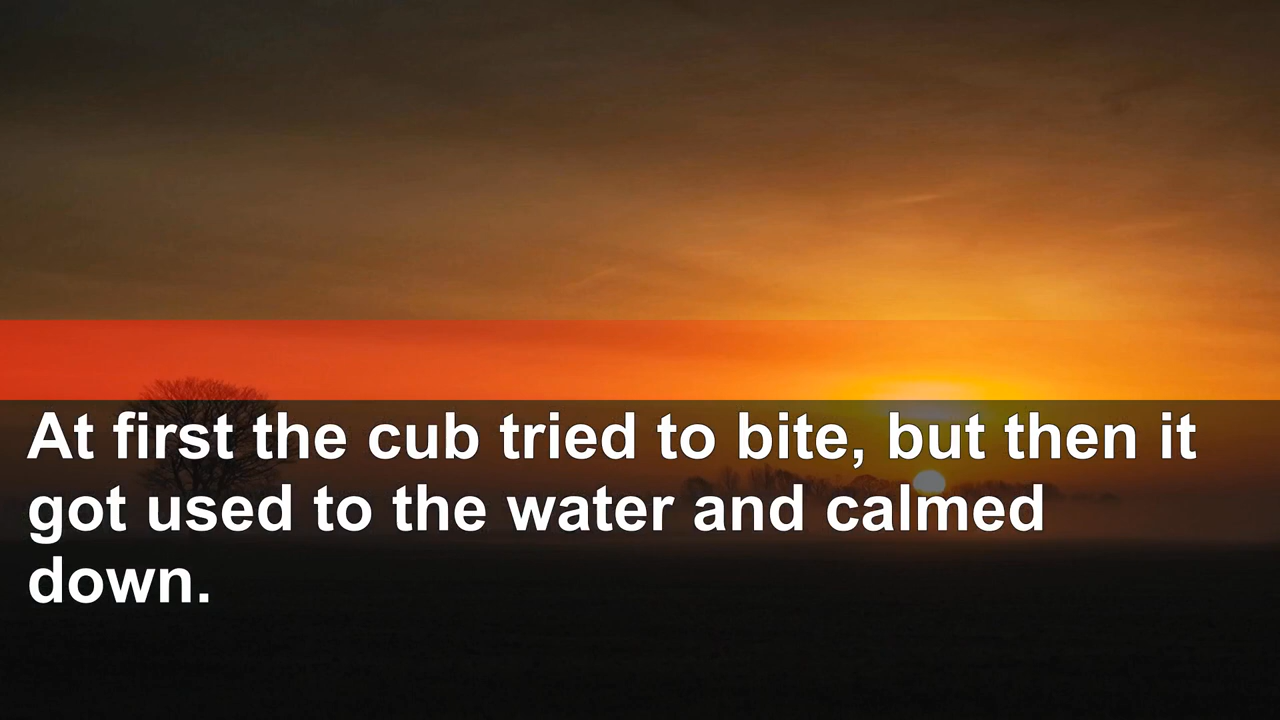 At first the cub tried to bite, but then it
got used to the water and calmed
down.